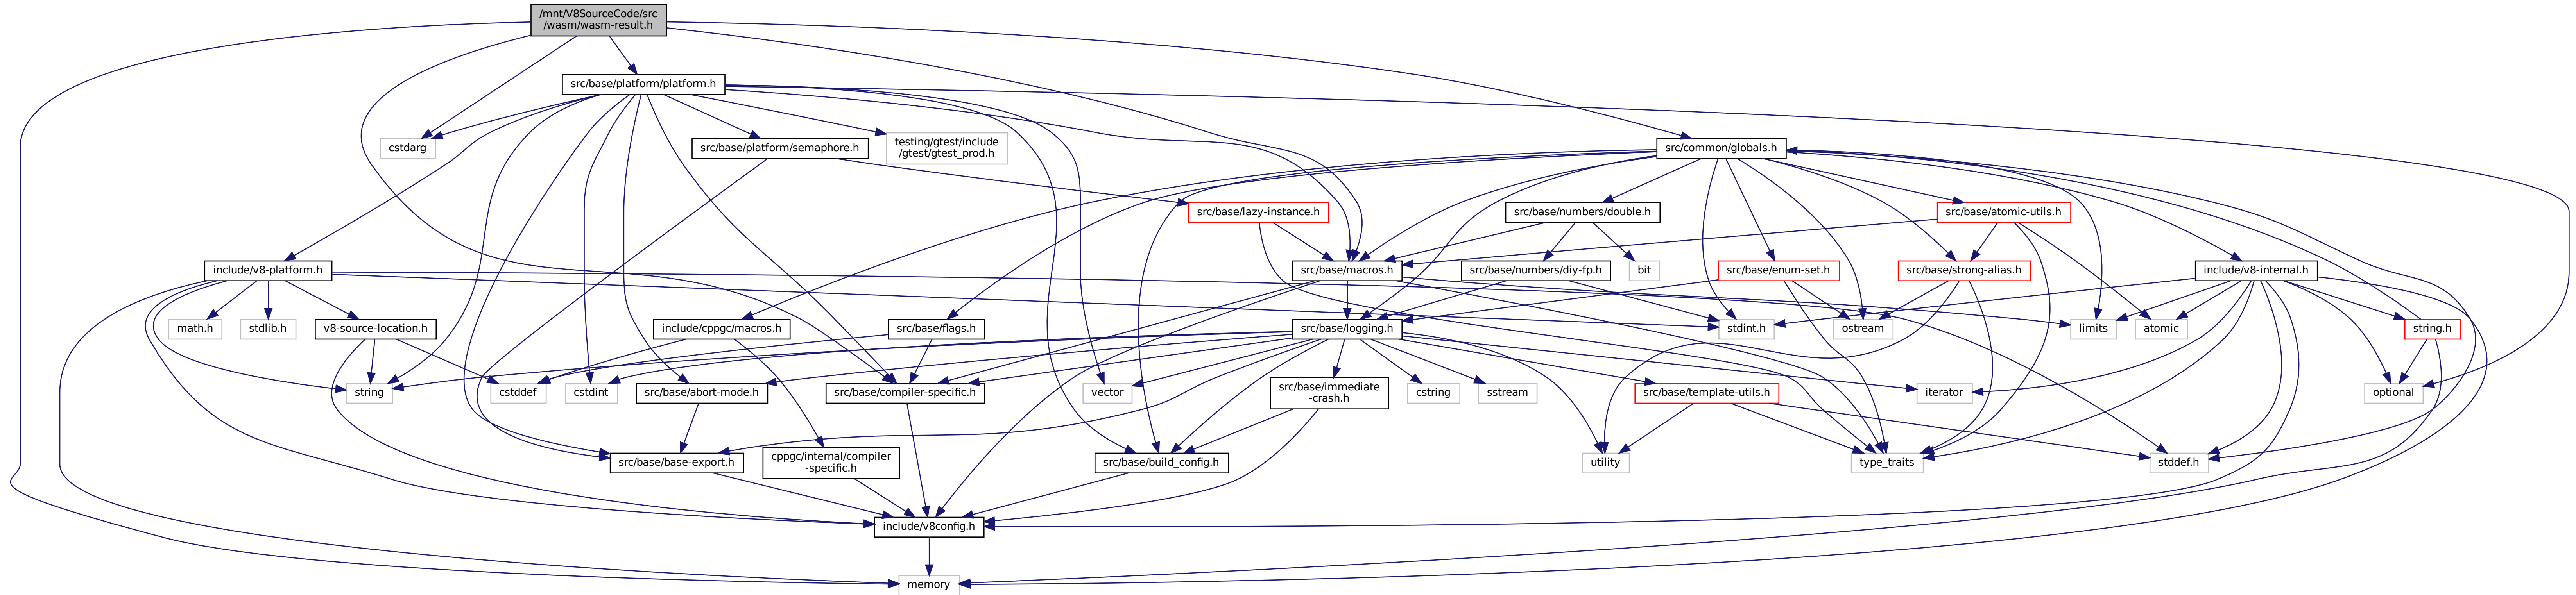 /mnt/V8SourceCode/src
/wasm/wasm-result.h
src/base/platform/platform.h
cstdarg
src/base/platform/semaphore.h
testing/gtest/include
/gtest/gtest_prod.h
src/common/globals.h
src/base/lazy-instance.h
src/base/numbers/double.h
src/base/atomic-utils.h
include/v8-platform.h
src/base/macros.h
src/base/numbers/diy-fp.h
bit
src/base/enum-set.h
src/base/strong-alias.h
include/v8-internal.h
math.h
stdlib.h
v8-source-location.h
include/cppgc/macros.h
src/base/flags.h
src/base/logging.h
stdint.h
ostream
limits
atomic
string.h
string
cstddef
cstdint
src/base/abort-mode.h
src/base/compiler-specific.h
vector
src/base/immediate
-crash.h
cstring
sstream
src/base/template-utils.h
iterator
optional
src/base/base-export.h
cppgc/internal/compiler
-specific.h
src/base/build_config.h
utility
type_traits
stddef.h
include/v8config.h
memory